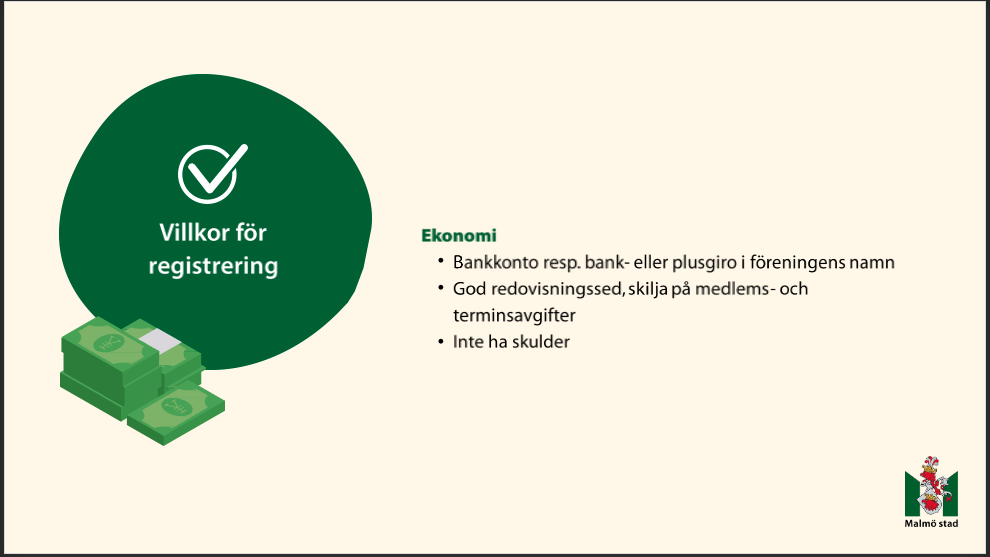 Villkor för
registrering
Ekonomi
• Bankkonto resp. bank- eller plusgiro i föreningens namn
• God redovisningssed, skilja på medlems- och
terminsavgifter
• Inte ha skulder
Malmö stad